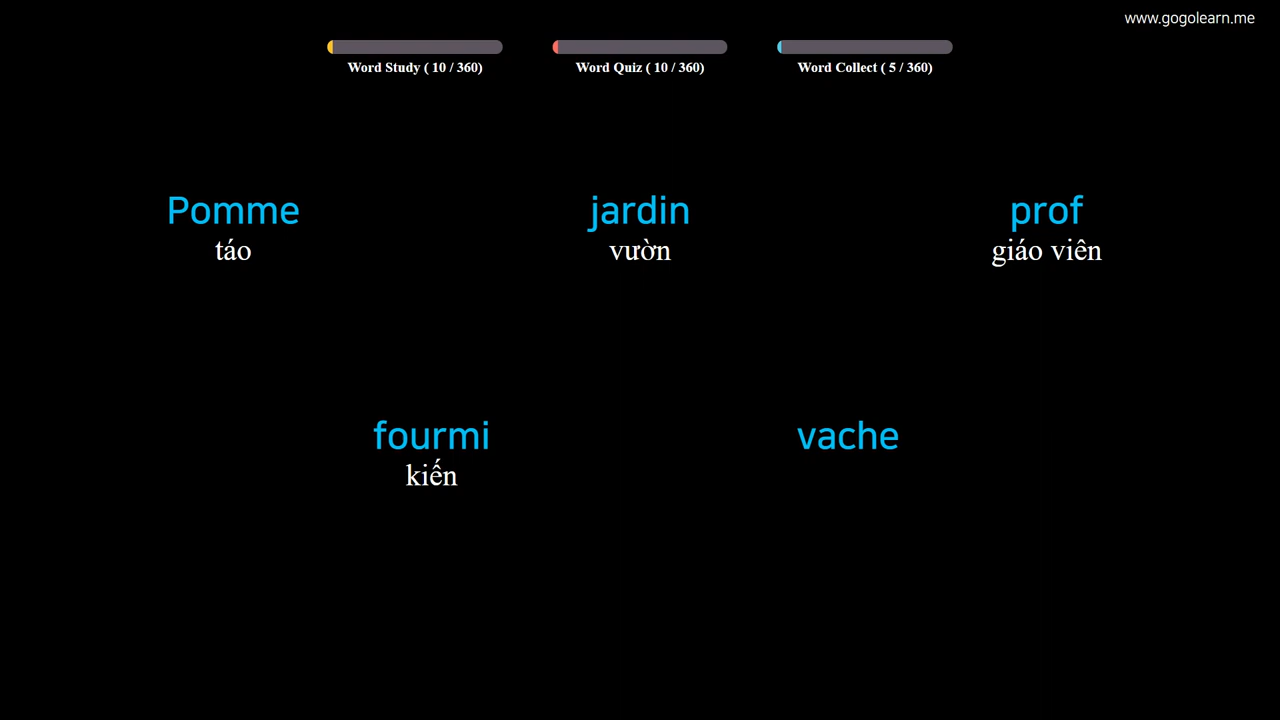 www.gogolearn.me
Word Study ( 10 / 360)
Word Quiz ( 10 / 360)
Word Collect ( 5 / 360)
Pomme
táo
jardin
vườn
prof
giáo viên
fourmi
kiến
vache